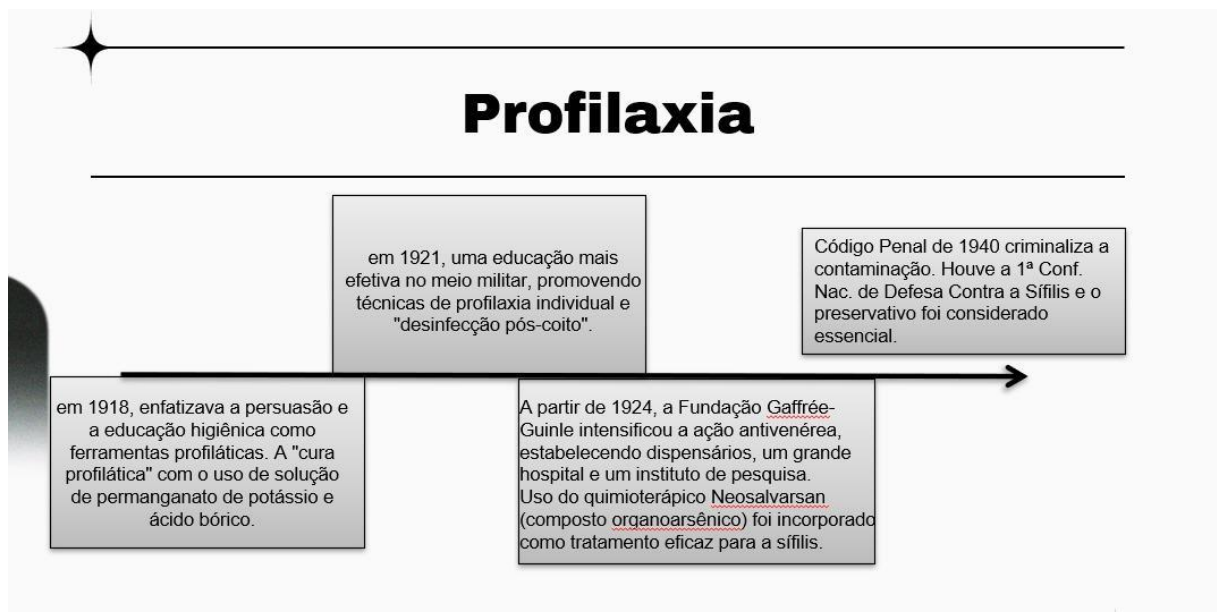 Profilaxia
em 1918, enfatizava a persuasão e
a educação higiênica como
ferramentas profiláticas. A "cura
profilática" com o uso de solução
de permanganato de potássio e
ácido bórico.
em 1921, uma educação mais
efetiva no meio militar, promovendo
técnicas de profilaxia individual e
"desinfecção pós-coito".
A partir de 1924, a Fundação Gaffrée-
Guinle intensificou a ação antivenérea,
estabelecendo dispensários, um grande
hospital e um instituto de pesquisa.
Uso do quimioterápico Neosalvarsan
(composto organoarsênico) foi incorporado
como tratamento eficaz para a sífilis.
Código Penal de 1940 criminaliza a
contaminação. Houve a 1ª Conf.
Nac. de Defesa Contra a Sífilis e o
preservativo foi considerado
essencial.